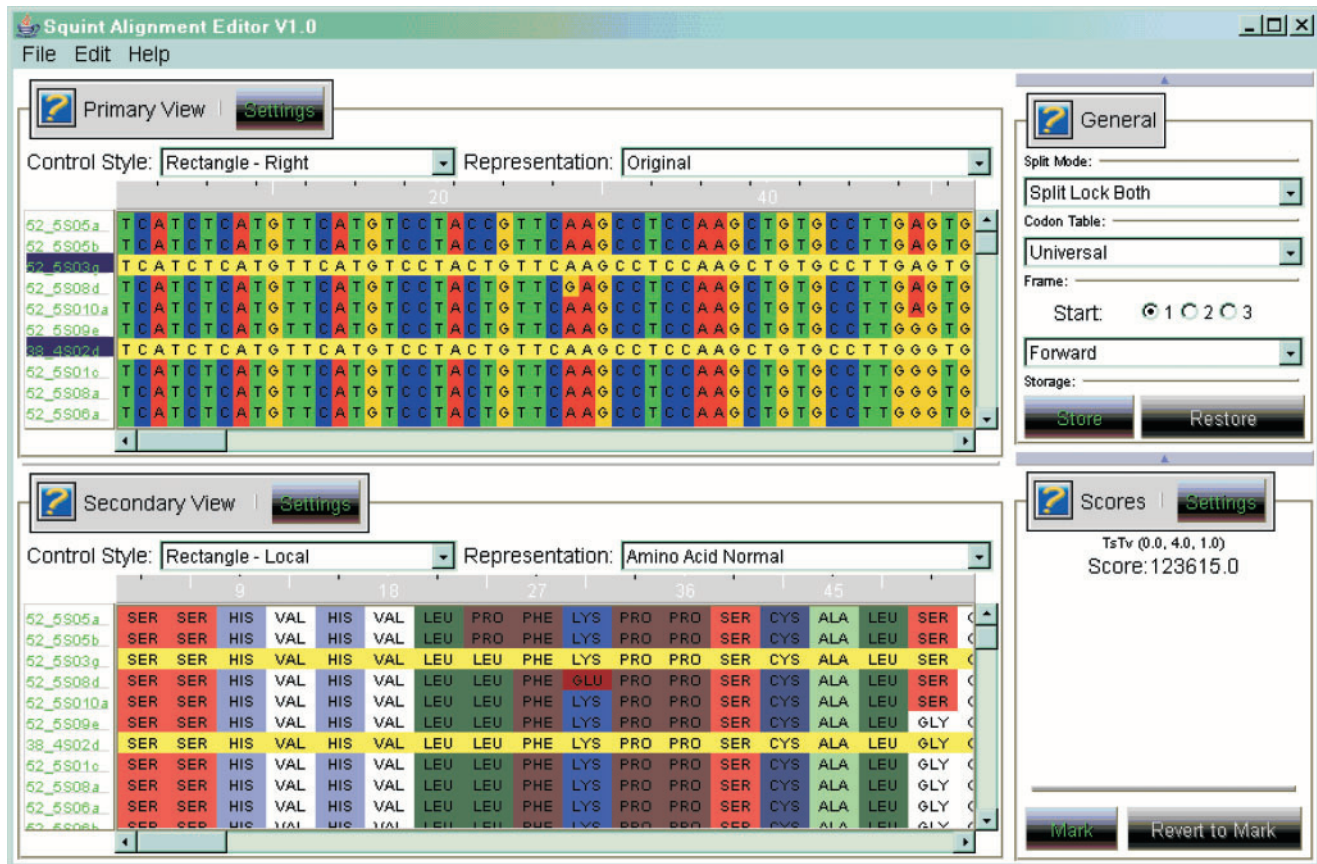 Squint Alignment Editor V1.0
File Edit Help
Primary View Settings
Control Style: Rectangle - Right Representation: Original
20 40
52_5S05a T C A T C T C A T G T T C A T G T C C T A C C G T T C A A G C C T C C A A G C T G T G C C T T G A G T G
52_5S05b T C A T C T C A T G T T C A T G T C C T A C C G T T C A A G C C T C C A A G C T G T G C C T T G A G T G
52_5S03g T C A T C T C A T G T T C A T G T C C T A C T G T T C A A G C C T C C A A G C T G T G C C T T G A G T G
52_5S08d T C A T C T C A T G T T C A T G T C C T A C T G T T C G A G C C T C C A A G C T G T G C C T T G A G T G
52_5S010a T C A T C T C A T G T T C A T G T C C T A C T G T T C A A G C C T C C A A G C T G T G C C T T G A G T G
52_5S09e T C A T C T C A T G T T C A T G T C C T A C T G T T C A A G C C T C C A A G C T G T G C C T T G G G T G
38_4S02d T C A T C T C A T G T T C A T G T C C T A C T G T T C A A G C C T C C A A G C T G T G C C T T G G G T G
52_5S01c T C A T C T C A T G T T C A T G T C C T A C T G T T C A A G C C T C C A A G C T G T G C C T T G G G T G
52_5S08a T C A T C T C A T G T T C A T G T C C T A C T G T T C A A G C C T C C A A G C T G T G C C T T G G G T G
52_5S06a T C A T C T C A T G T T C A T G T C C T A C T G T T C A A G C C T C C A A G C T G T G C C T T G G G T G
General
Split Mode:
Split Lock Both
Codon Table:
Universal
Frame:
Start: 1 2 3
Forward
Storage:
Store Restore
Secondary View Settings
Control Style: Rectangle - Local Representation: Amino Acid Normal
9 18 27 36 45
52_5S05a SER SER HIS VAL HIS VAL LEU PRO PHE LYS PRO PRO SER CYS ALA LEU SER
52_5S05b SER SER HIS VAL HIS VAL LEU PRO PHE LYS PRO PRO SER CYS ALA LEU SER
52_5S03g SER SER HIS VAL HIS VAL LEU LEU PHE LYS PRO PRO SER CYS ALA LEU SER
52_5S08d SER SER HIS VAL HIS VAL LEU LEU PHE GLU PRO PRO SER CYS ALA LEU SER
52_5S010a SER SER HIS VAL HIS VAL LEU LEU PHE LYS PRO PRO SER CYS ALA LEU SER
52_5S09e SER SER HIS VAL HIS VAL LEU LEU PHE LYS PRO PRO SER CYS ALA LEU GLY
38_4S02d SER SER HIS VAL HIS VAL LEU LEU PHE LYS PRO PRO SER CYS ALA LEU GLY
52_5S01c SER SER HIS VAL HIS VAL LEU LEU PHE LYS PRO PRO SER CYS ALA LEU GLY
52_5S08a SER SER HIS VAL HIS VAL LEU LEU PHE LYS PRO PRO SER CYS ALA LEU GLY
52_5S06a SER SER HIS VAL HIS VAL LEU LEU PHE LYS PRO PRO SER CYS ALA LEU GLY
Scores Settings
TsTv (0.0, 4.0, 1.0)
Score:123615.0
Mark Revert to Mark